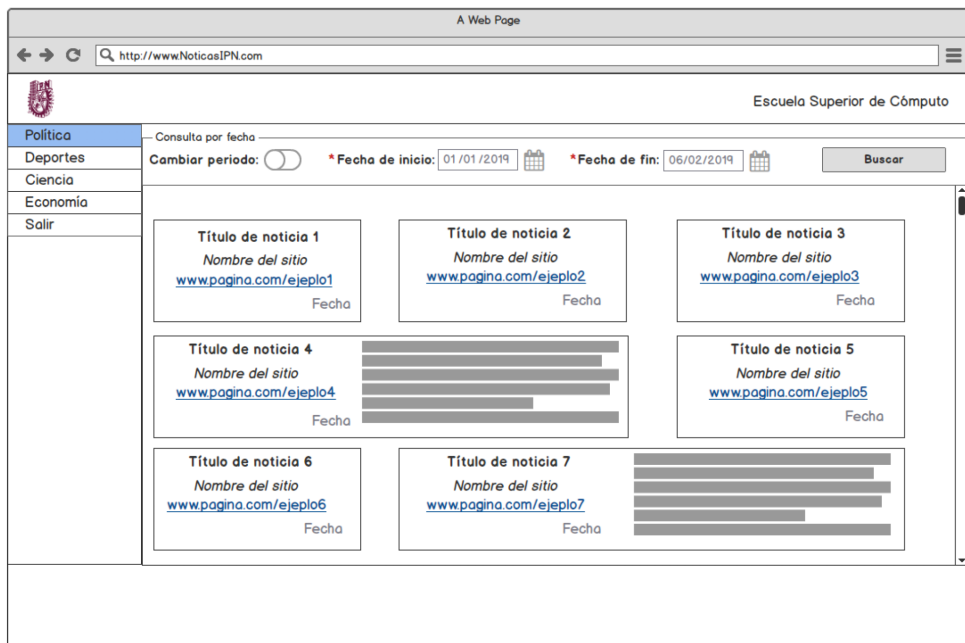 A Web Page
http://www.NoticasIPN.com
IPN
Escuela Superior de Cómputo
Política
Deportes
Ciencia
Economía
Salir
Consulta por fecha
Cambiar periodo: *Fecha de inicio: 01/01/2019 *Fecha de fin: 06/02/2019 Buscar
Título de noticia 1
Nombre del sitio
www.pagina.com/ejeplo1
Fecha
Título de noticia 2
Nombre del sitio
www.pagina.com/ejeplo2
Fecha
Título de noticia 3
Nombre del sitio
www.pagina.com/ejeplo3
Fecha
Título de noticia 4
Nombre del sitio
www.pagina.com/ejeplo4
Fecha
Título de noticia 5
Nombre del sitio
www.pagina.com/ejeplo5
Fecha
Título de noticia 6
Nombre del sitio
www.pagina.com/ejeplo6
Fecha
Título de noticia 7
Nombre del sitio
www.pagina.com/ejeplo7
Fecha